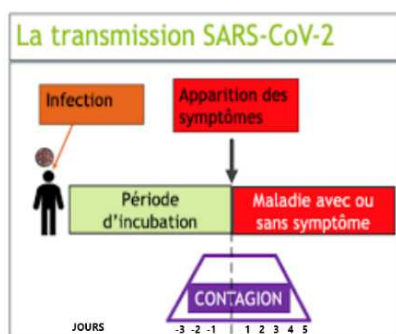 La transmission SARS-CoV-2
Infection
Apparition des
symptômes
Période
d'incubation
Maladie avec ou
sans symptôme
CONTAGION
JOURS -3 -2 -1 1 2 3 4 5